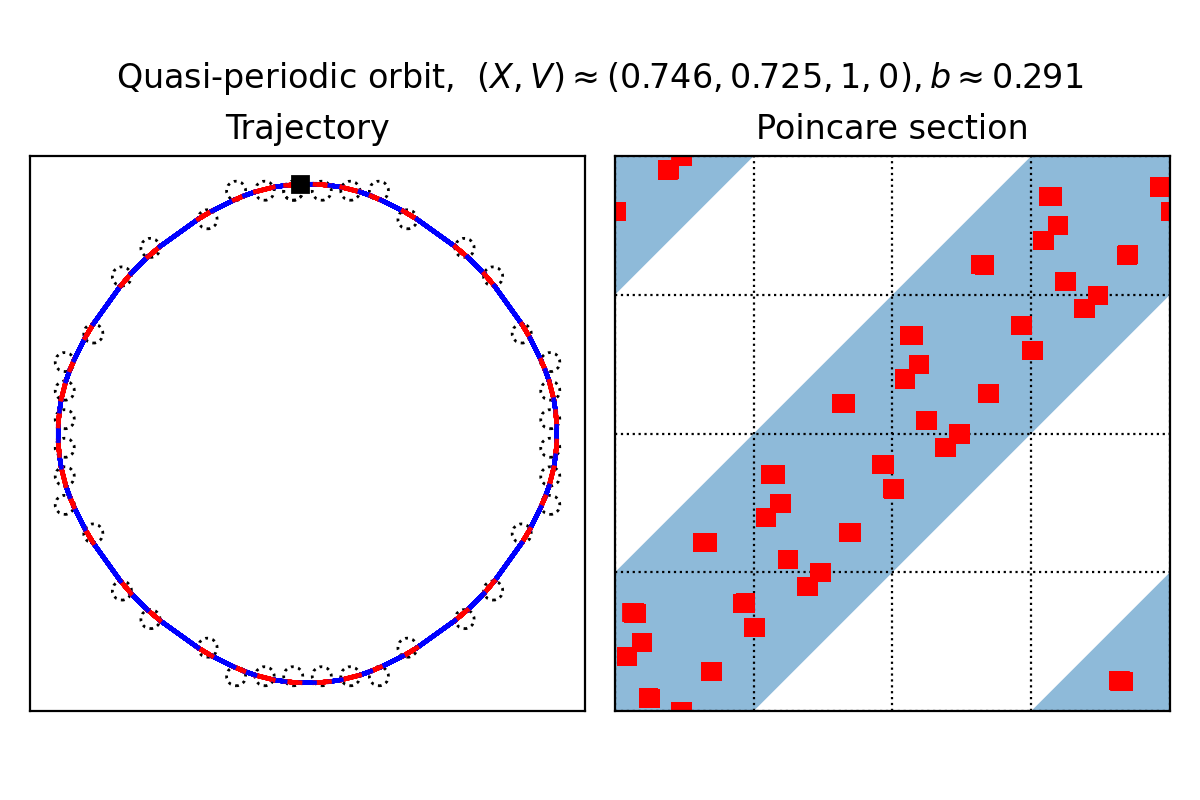 Quasi-periodic orbit, (X, V) ≈ (0.746, 0.725, 1, 0), b ≈ 0.291
Trajectory
Poincare section